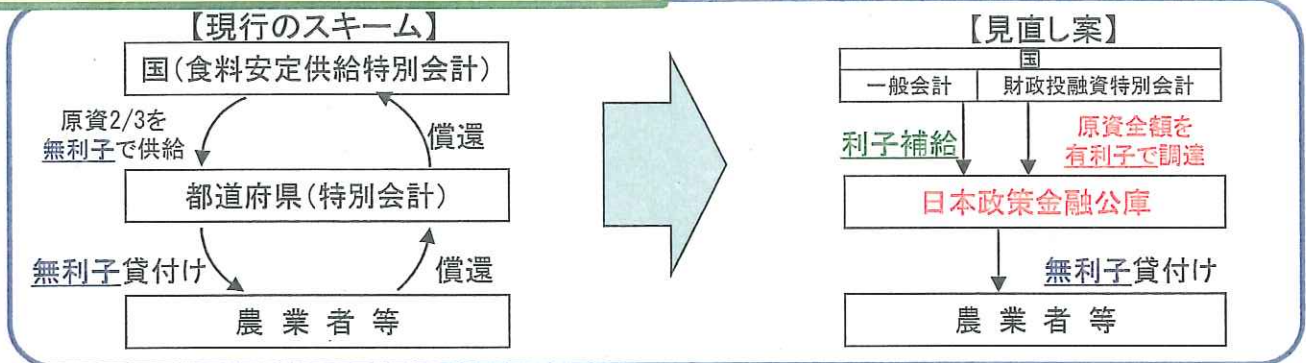 【現行のスキーム】
国(食料安定供給特別会計)
原資2/3を
無利子で供給
償還
都道府県(特別会計)
無利子貸付け
償還
農業者等
【見直し案】
国
一般会計
財政投融資特別会計
利子補給
原資全額を
有利子で調達
日本政策金融公庫
無利子貸付け
農業者等